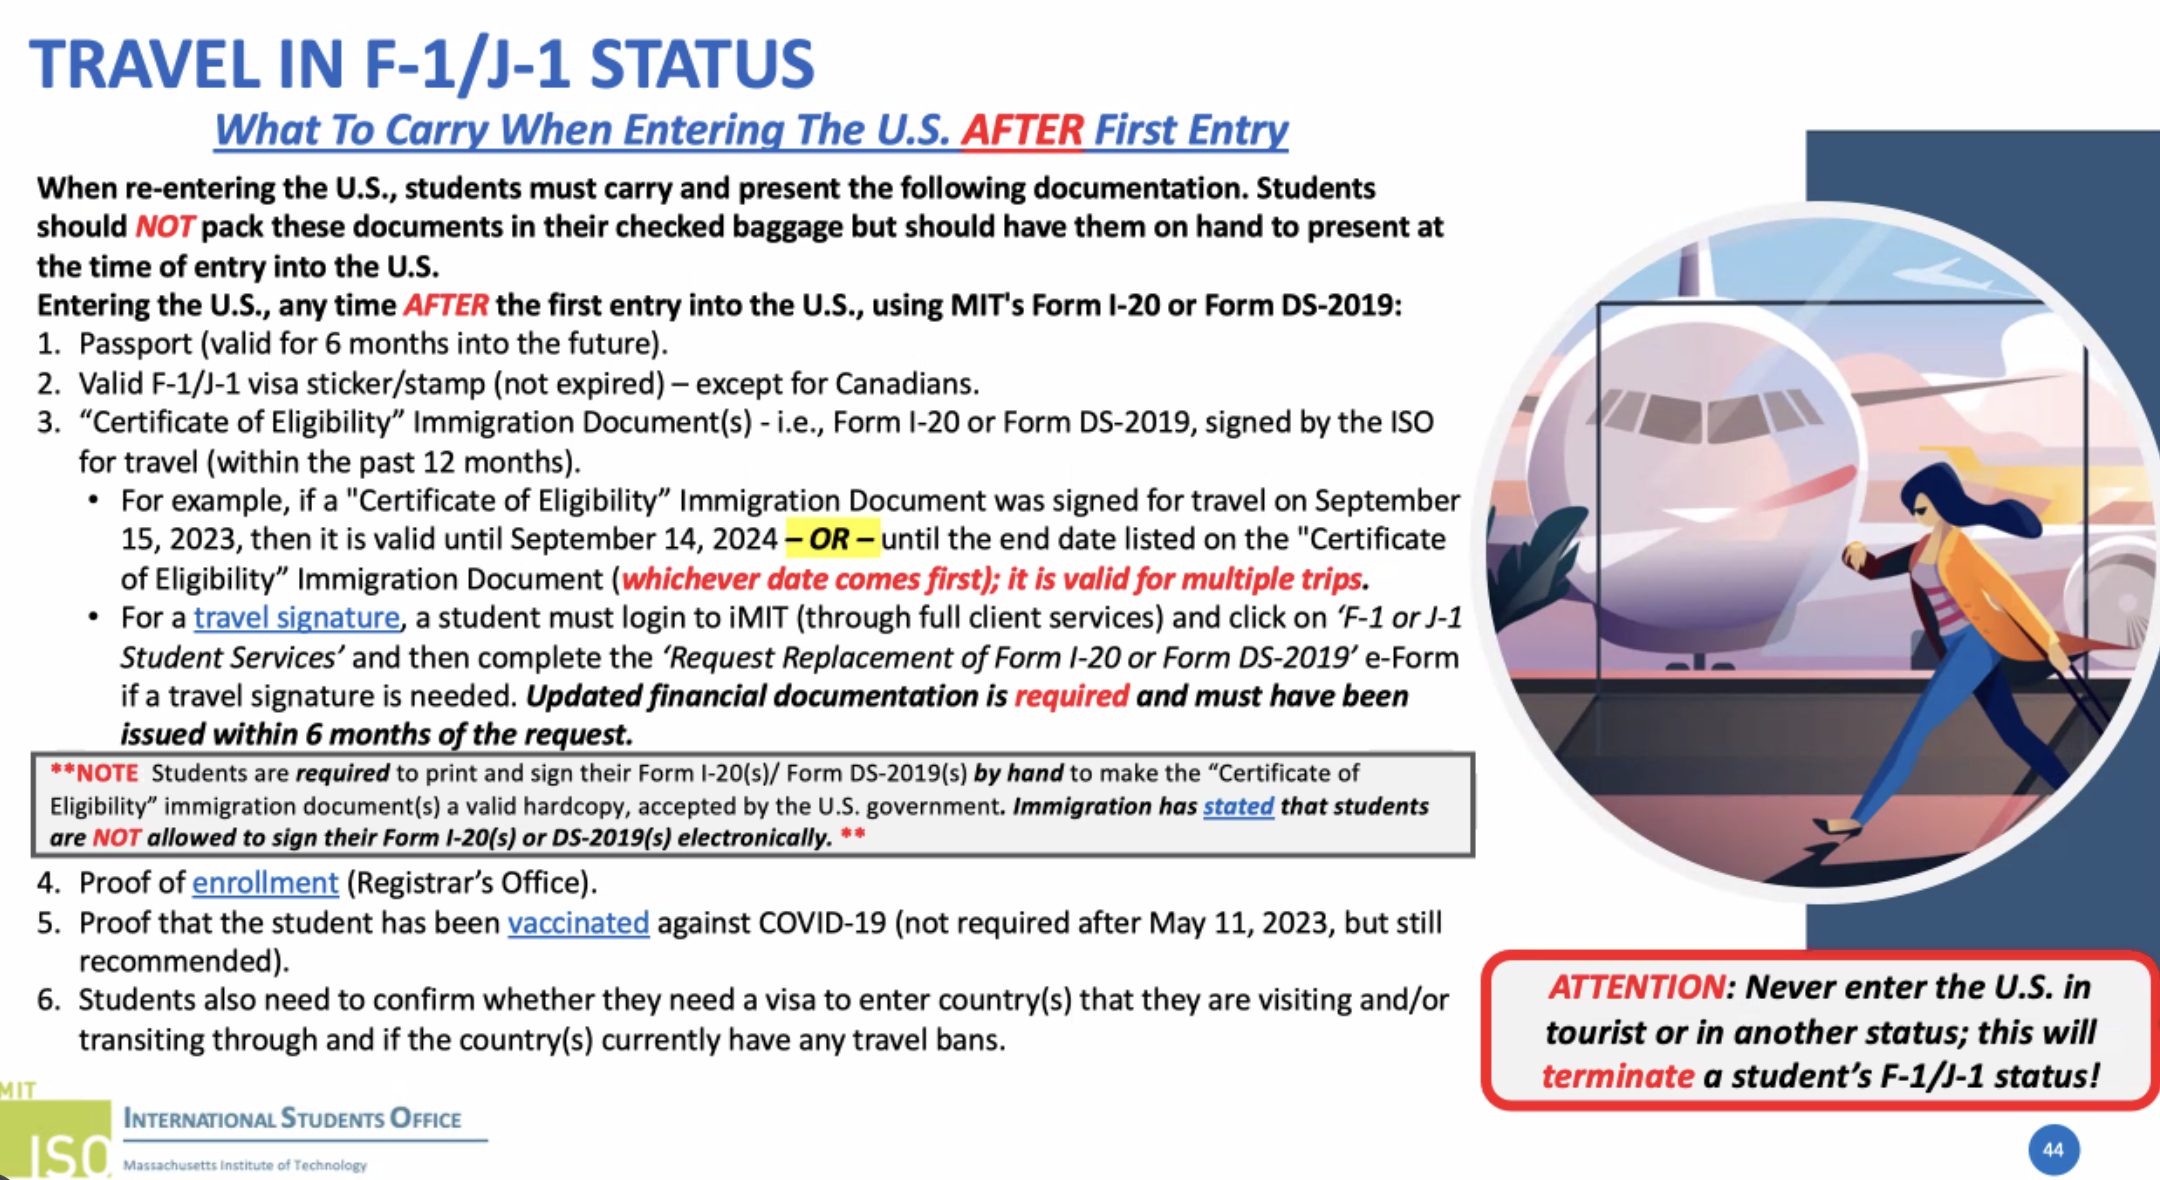 TRAVEL IN F-1/J-1 STATUS
What To Carry When Entering The U.S. AFTER First Entry
When re-entering the U.S., students must carry and present the following documentation. Students
should NOT pack these documents in their checked baggage but should have them on hand to present at
the time of entry into the U.S.
Entering the U.S., any time AFTER the first entry into the U.S., using MIT's Form I-20 or Form DS-2019:
1. Passport (valid for 6 months into the future).
2. Valid F-1/J-1 visa sticker/stamp (not expired) – except for Canadians.
3. “Certificate of Eligibility” Immigration Document(s) - i.e., Form I-20 or Form DS-2019, signed by the ISO
for travel (within the past 12 months).
• For example, if a "Certificate of Eligibility” Immigration Document was signed for travel on September
15, 2023, then it is valid until September 14, 2024 – OR – until the end date listed on the "Certificate
of Eligibility” Immigration Document (whichever date comes first); it is valid for multiple trips.
• For a travel signature, a student must login to iMIT (through full client services) and click on ‘F-1 or J-1
Student Services’ and then complete the ‘Request Replacement of Form I-20 or Form DS-2019’ e-Form
if a travel signature is needed. Updated financial documentation is required and must have been
issued within 6 months of the request.
**NOTE Students are required to print and sign their Form I-20(s)/ Form DS-2019(s) by hand to make the “Certificate of
Eligibility” immigration document(s) a valid hardcopy, accepted by the U.S. government. Immigration has stated that students
are NOT allowed to sign their Form I-20(s) or DS-2019(s) electronically. **
4. Proof of enrollment (Registrar’s Office).
5. Proof that the student has been vaccinated against COVID-19 (not required after May 11, 2023, but still
recommended).
6. Students also need to confirm whether they need a visa to enter country(s) that they are visiting and/or
transiting through and if the country(s) currently have any travel bans.
ATTENTION: Never enter the U.S. in
tourist or in another status; this will
terminate a student’s F-1/J-1 status!
MIT
ISO
INTERNATIONAL STUDENTS OFFICE
Massachusetts Institute of Technology
44